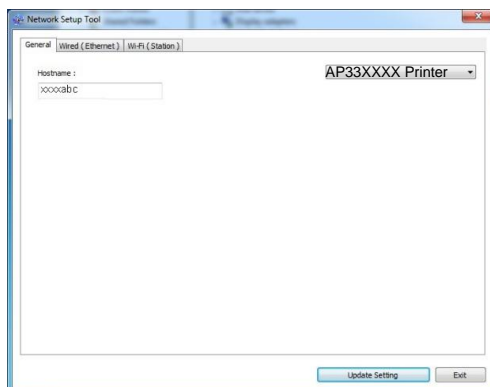 Network Setup Tool
General Wired ( Ethernet ) Wi-Fi ( Station )
Hostname :
AP33XXXX Printer
xxxxabc
Update Setting Exit